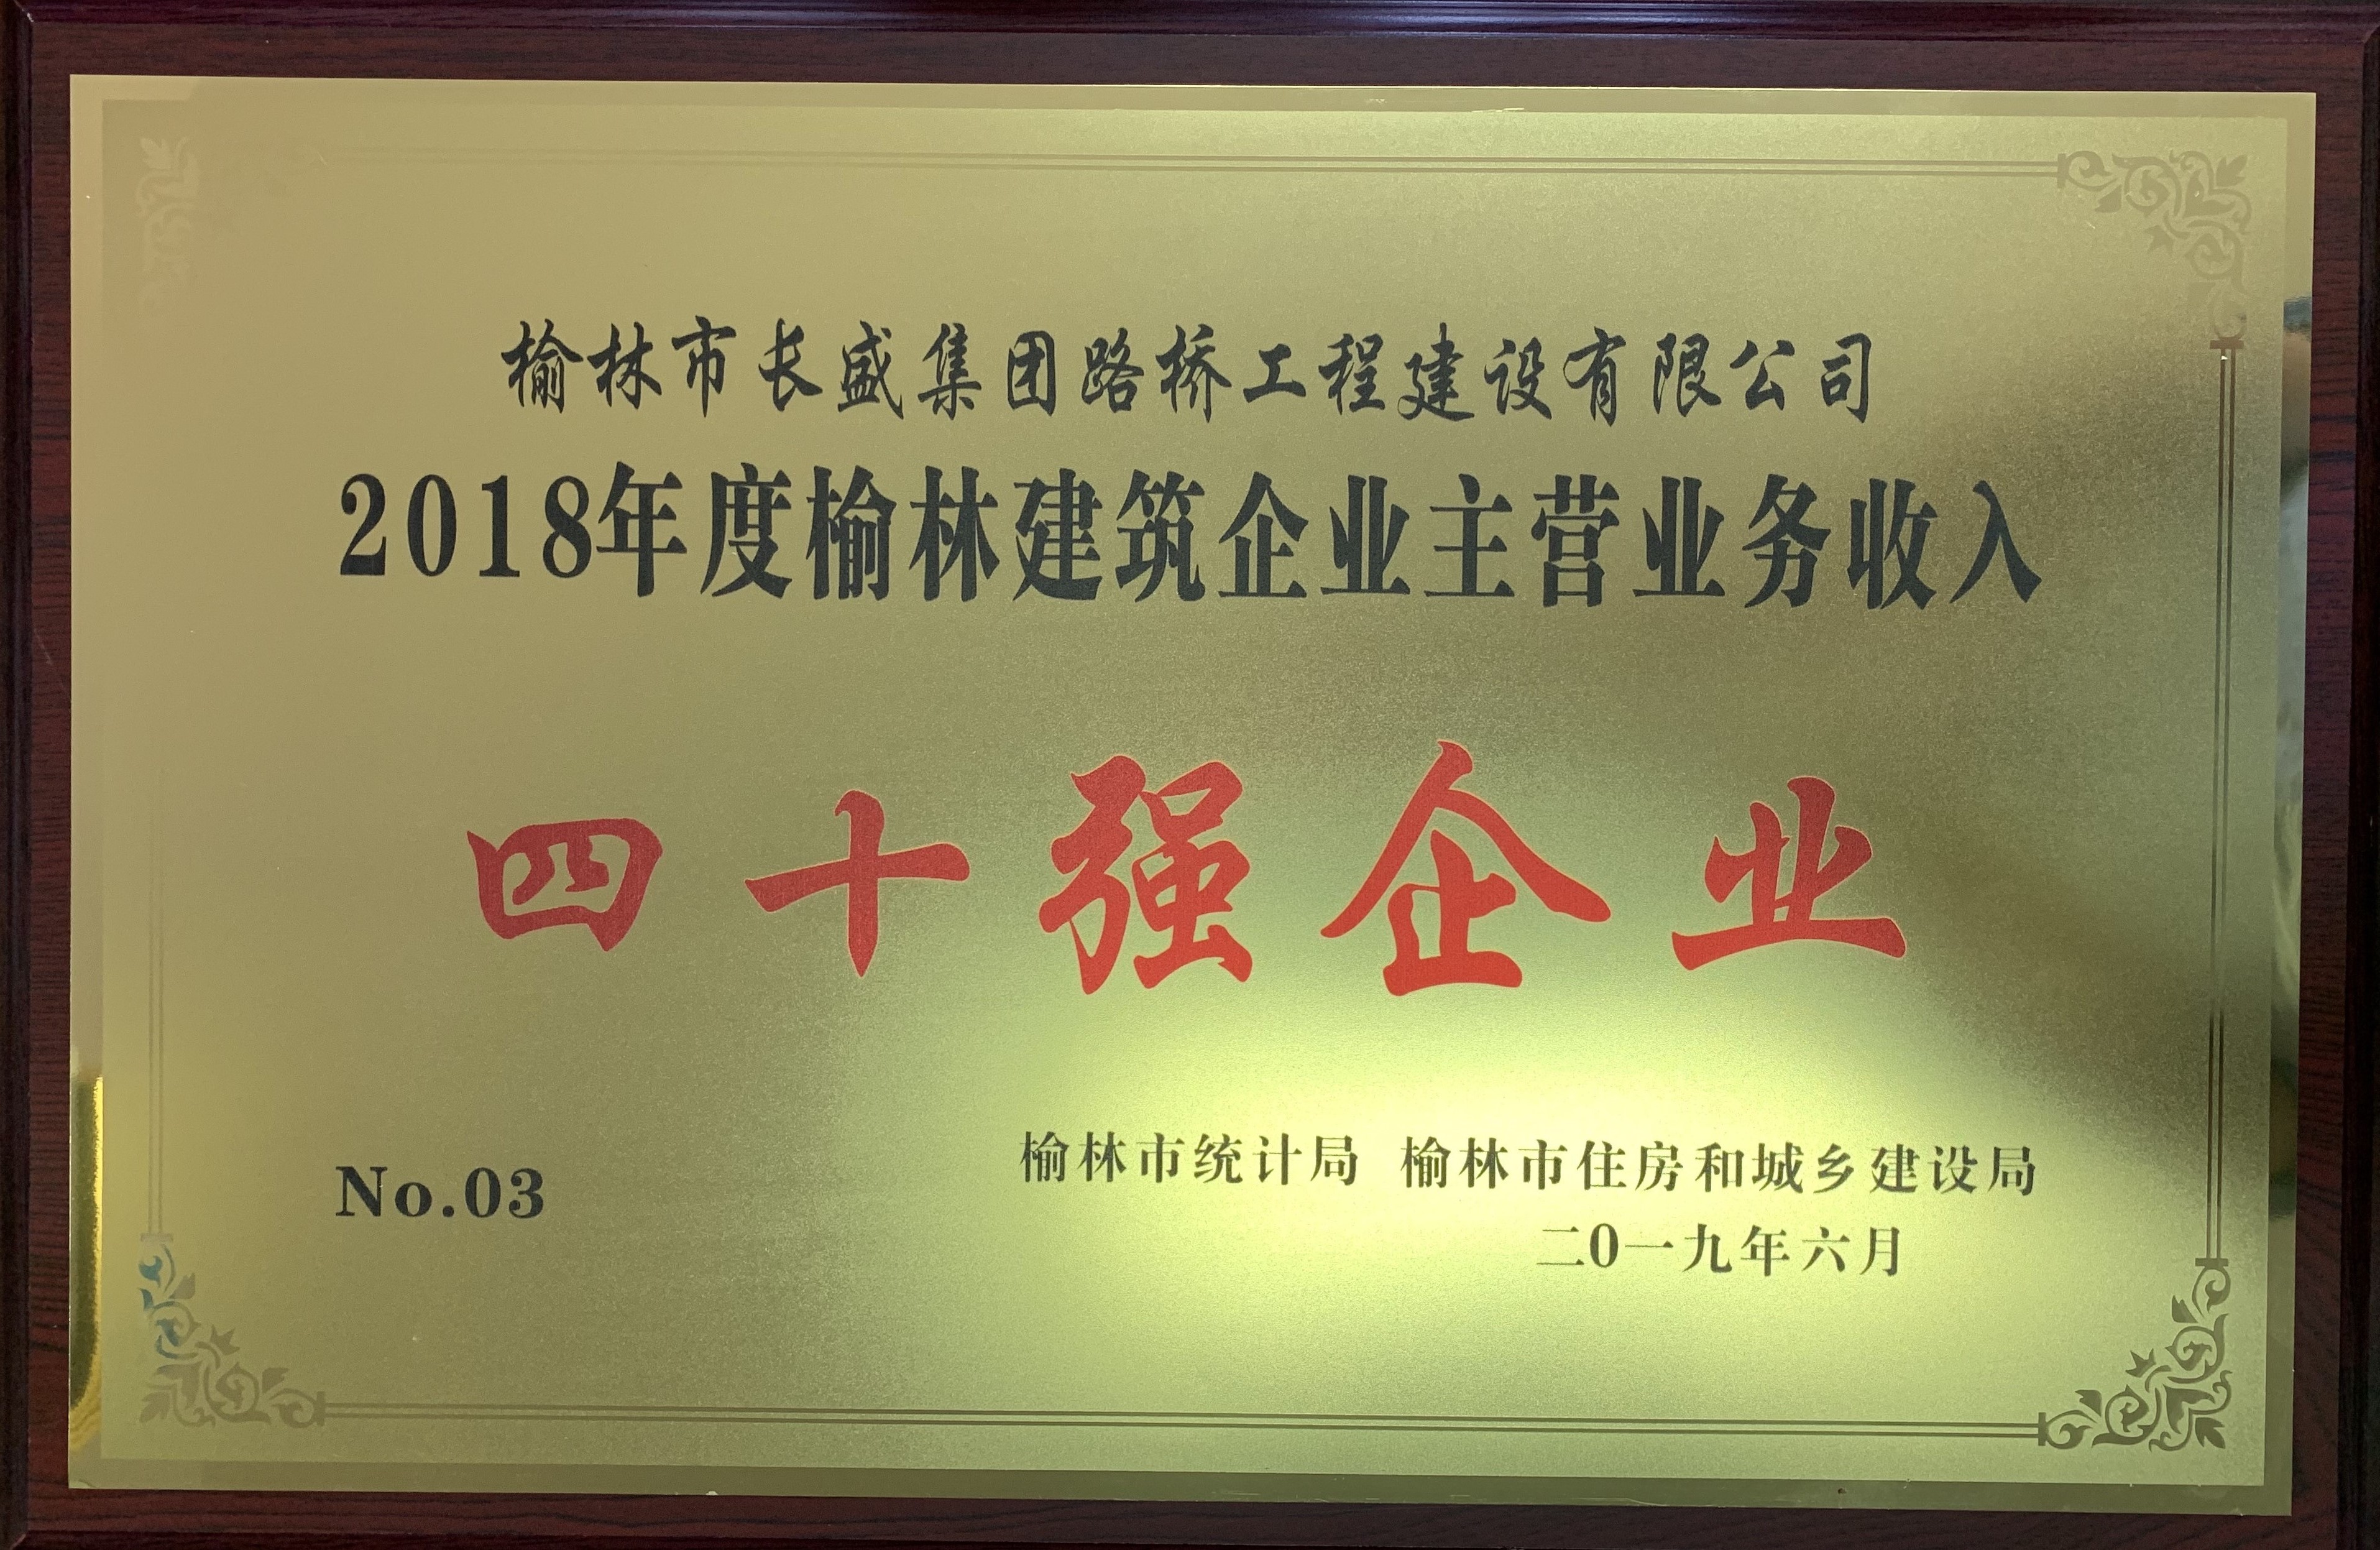 榆林市长盛集团路桥工程建设有限公司
2018年度榆林建筑企业主营业务收入
四十强企业
No.03
榆林市统计局 榆林市住房和城乡建设局
二0一九年六月